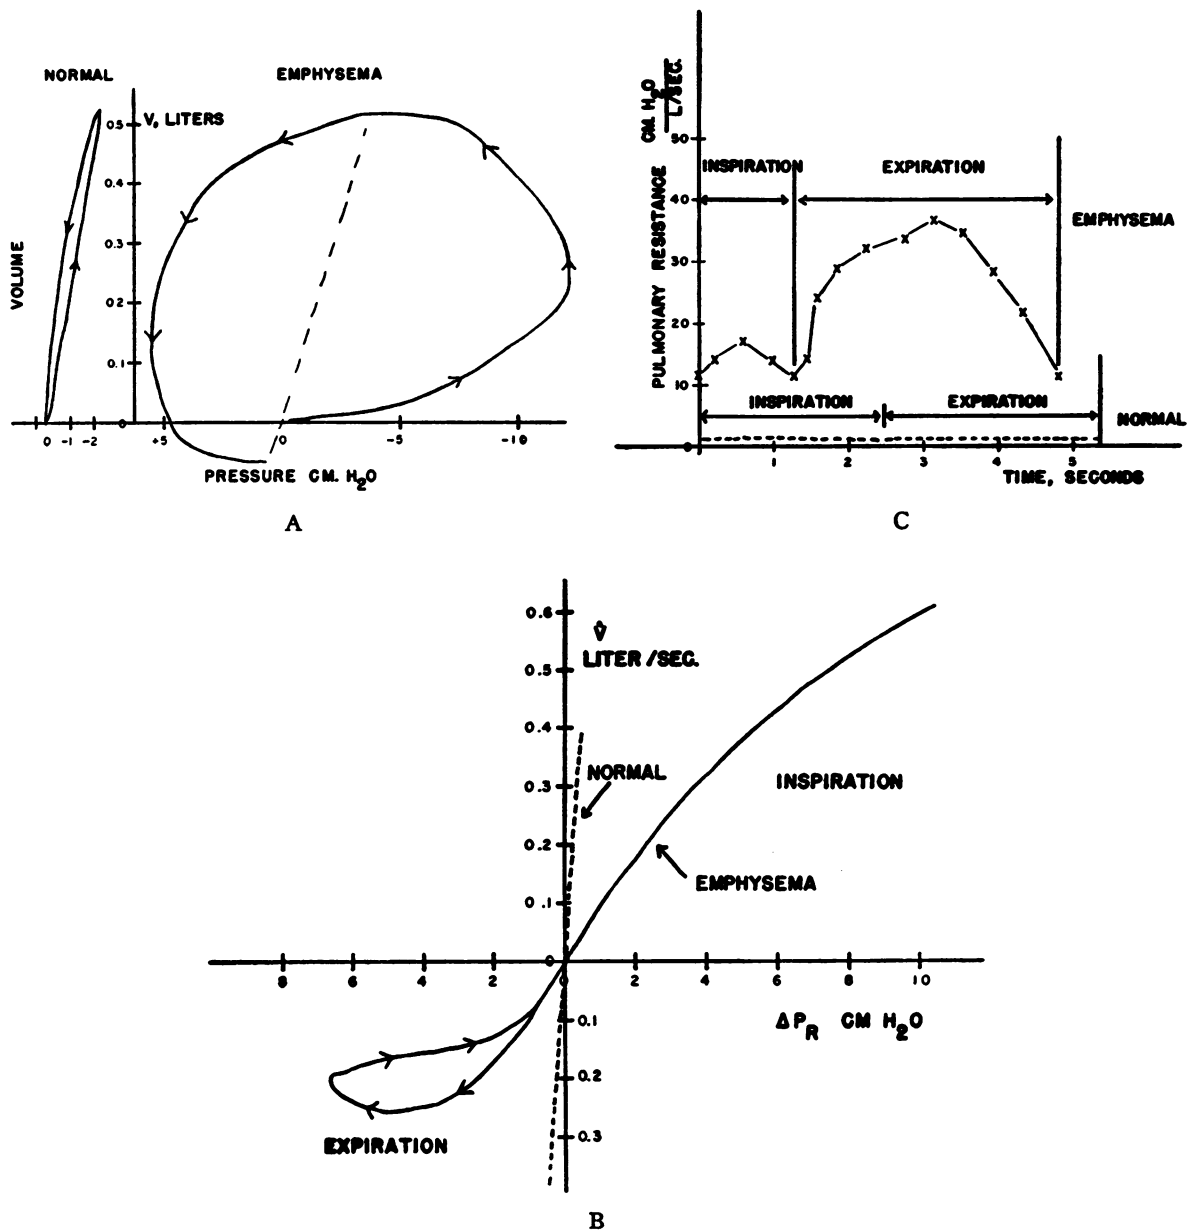 NORMAL
EMPHYSEMA
V, LITERS
0.5
0.4
0.3
0.2
0.1
0
VOLUME
0 -1 -2
+5 0 -5 -10
PRESSURE CM. H2O
A
PULMONARY RESISTANCE CM. H2O
L/SEC.
50
40
30
20
10
0
INSPIRATION
EXPIRATION
EMPHYSEMA
INSPIRATION
EXPIRATION
NORMAL
1 2 3 4 5
TIME, SECONDS
C
0.6
0.5
0.4
0.3
0.2
0.1
0
V̇
LITER/SEC.
NORMAL
INSPIRATION
EMPHYSEMA
8 6 4 2 0 2 4 6 8 10
ΔPR CM H2O
0.1
0.2
0.3
EXPIRATION
B